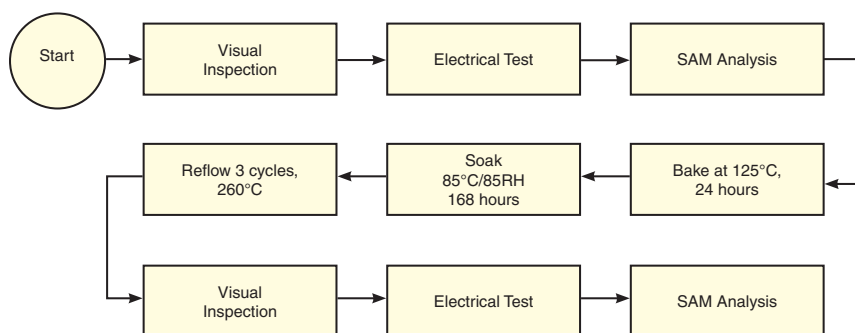 Start
Visual
Inspection
Electrical Test
SAM Analysis
Reflow 3 cycles,
260°C
Soak
85°C/85RH
168 hours
Bake at 125°C,
24 hours
Visual
Inspection
Electrical Test
SAM Analysis